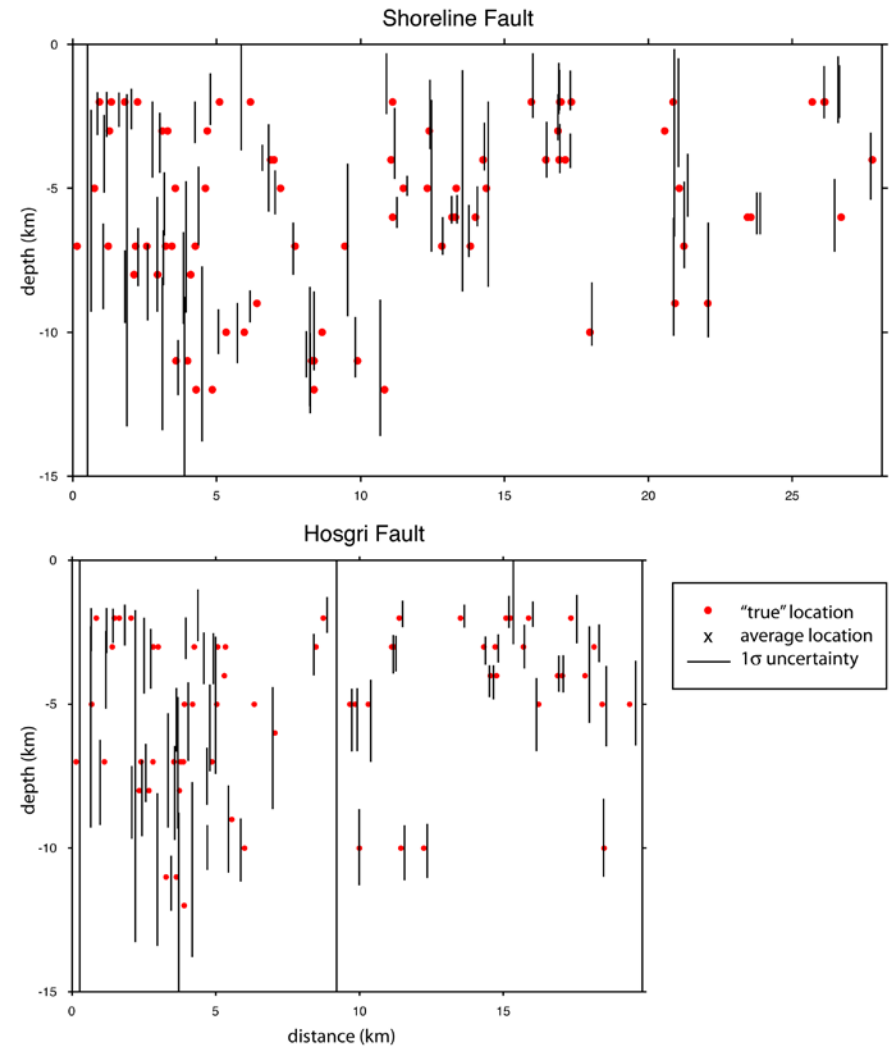 Shoreline Fault
0
-5
-10
-15
depth (km)
0 5 10 15 20 25
Hosgri Fault
0
-5
-10
-15
depth (km)
0 5 10 15
distance (km)
“true” location
x average location
1σ uncertainty